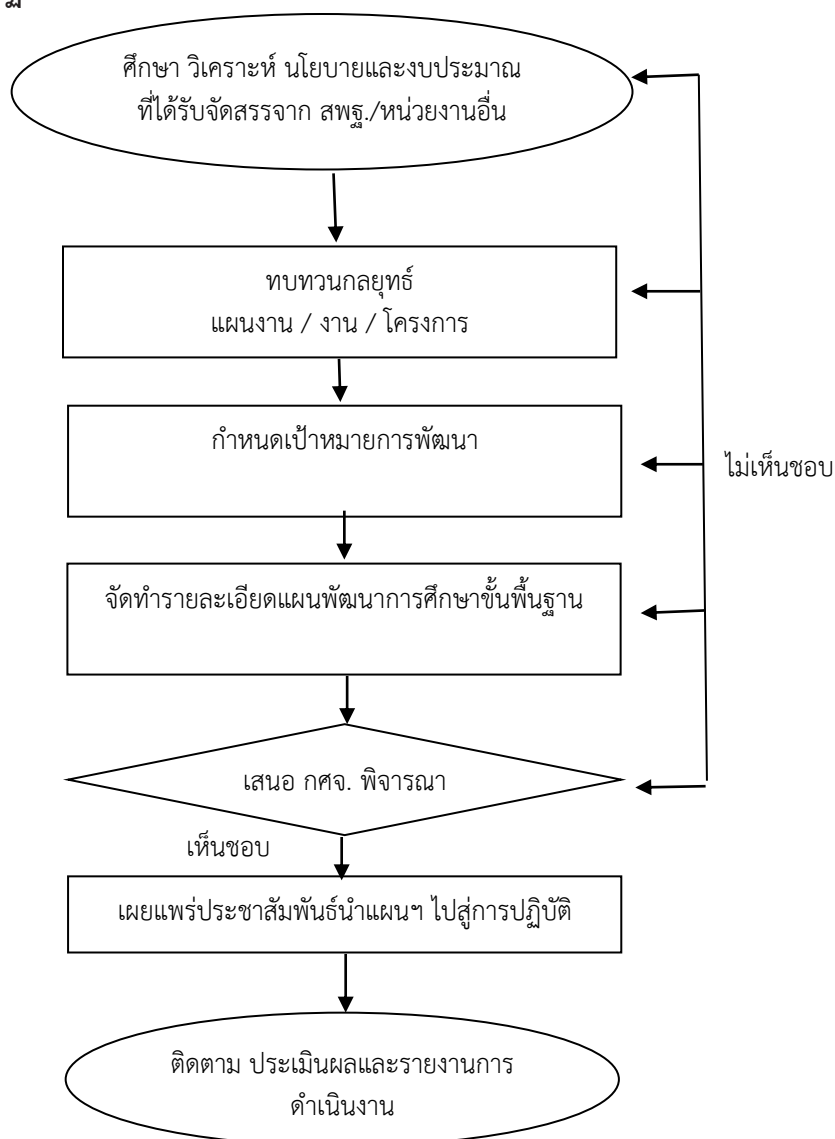 ศึกษา วิเคราะห์ นโยบายและงบประมาณ
ที่ได้รับจัดสรรจาก สพฐ./หน่วยงานอื่น
ทบทวนกลยุทธ์
แผนงาน / งาน / โครงการ
กำหนดเป้าหมายการพัฒนา
ไม่เห็นชอบ
จัดทำรายละเอียดแผนพัฒนาการศึกษาขั้นพื้นฐาน
เสนอ กศจ. พิจารณา
เห็นชอบ
เผยแพร่ประชาสัมพันธ์นำแผนฯ ไปสู่การปฏิบัติ
ติดตาม ประเมินผลและรายงานการ
ดำเนินงาน